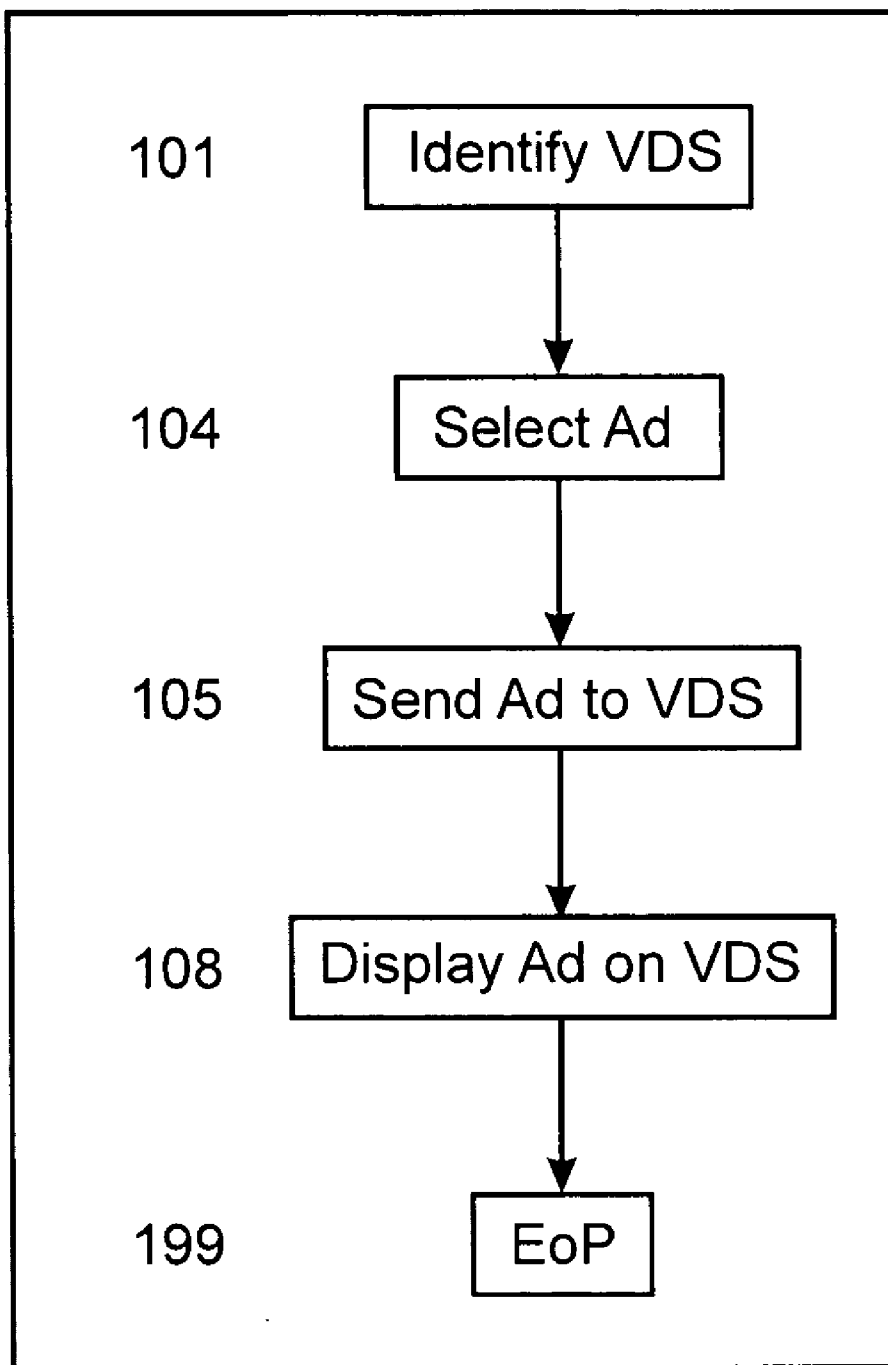 101 Identify VDS
104 Select Ad
105 Send Ad to VDS
108 Display Ad on VDS
199 EoP